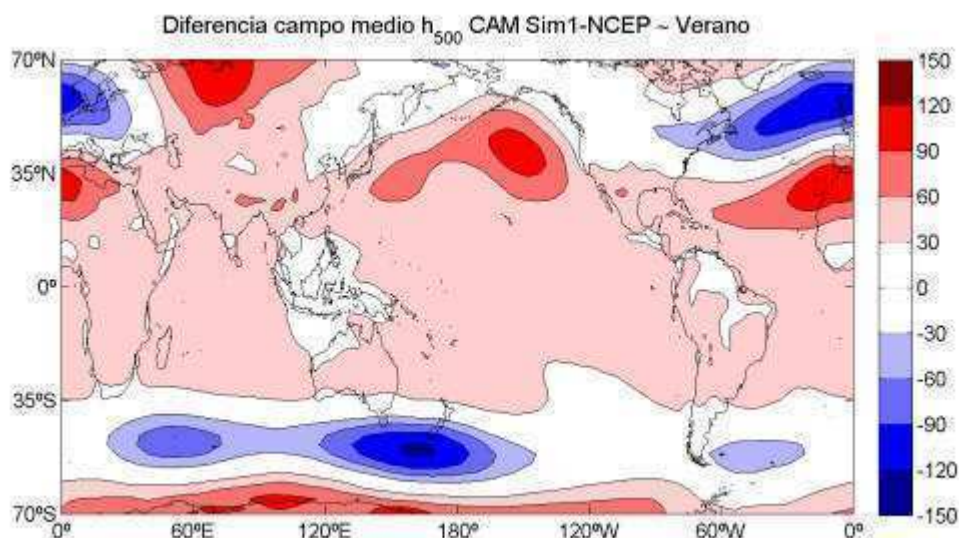 Diferencia campo medio h500 CAM Sim1-NCEP ~ Verano
70ºN
35ºN
0º
35ºS
70ºS
0º 60ºE 120ºE 180º 120ºW 60ºW 0º
150
120
90
60
30
0
-30
-60
-90
-120
-150